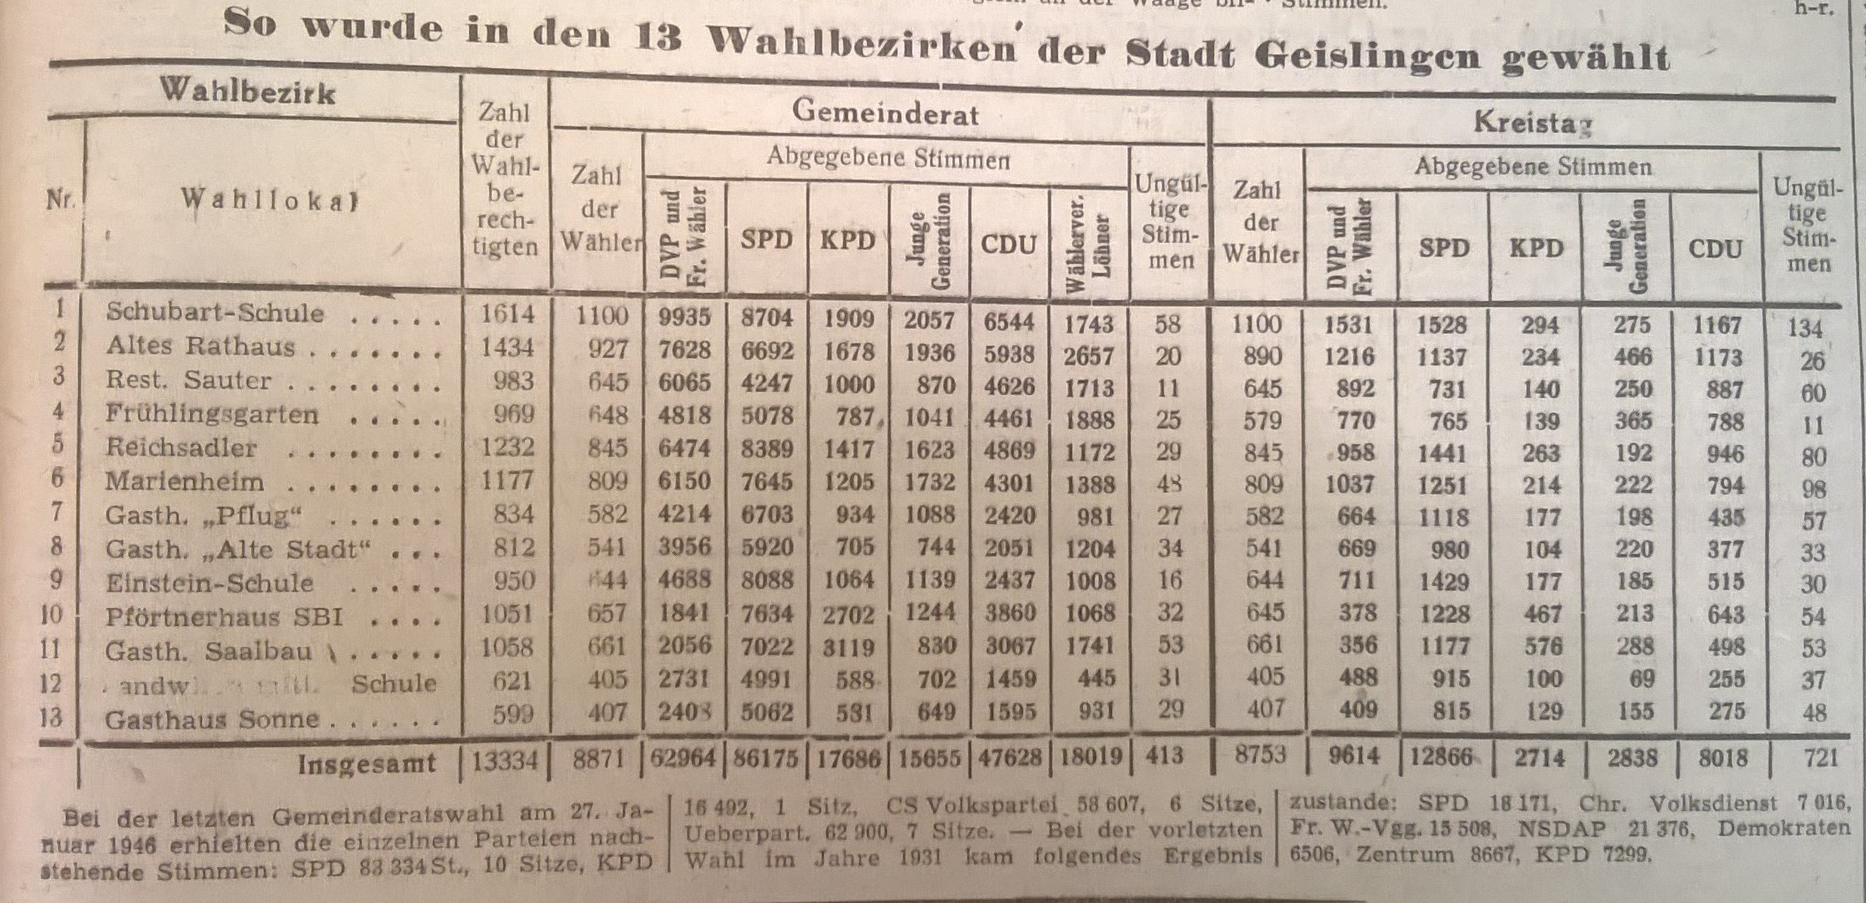 h-r.
So wurde in den 13 Wahlbezirken der Stadt Geislingen gewählt
Wahlbezirk
Nr.
Wahllokal
Zahl
der
Wahl-
be-
rech-
tigten
Gemeinderat
Zahl
der
Wähler
Abgegebene Stimmen
DVP und
Fr. Wähler
SPD
KPD
Junge
Generation
CDU
Wählerver.
Löhner
Ungül-
tige
Stim-
men
Kreistag
Zahl
der
Wähler
Abgegebene Stimmen
DVP und
Fr. Wähler
SPD
KPD
Junge
Generation
CDU
Ungül-
tige
Stim-
men
1 Schubart-Schule ..... 1614 1100 9935 8704 1909 2057 6544 1743 58 1100 1531 1528 294 275 1167 134
2 Altes Rathaus ....... 1434 927 7628 6692 1678 1936 5938 2657 20 890 1216 1137 234 466 1173 26
3 Rest. Sauter ........ 983 645 6065 4247 1000 870 4626 1713 11 645 892 731 140 250 887 60
4 Frühlingsgarten ..... 969 648 4818 5078 787 1041 4461 1888 25 579 770 765 139 365 788 11
5 Reichsadler ........ 1232 845 6474 8389 1417 1623 4869 1172 29 845 958 1441 263 192 946 80
6 Marienheim ........ 1177 809 6150 7645 1205 1732 4301 1388 48 809 1037 1251 214 222 794 98
7 Gasth. „Pflug“ ...... 834 582 4214 6703 934 1088 2420 981 27 582 664 1118 177 198 435 57
8 Gasth. „Alte Stadt“ ... 812 541 3956 5920 705 744 2051 1204 34 541 669 980 104 220 377 33
9 Einstein-Schule ..... 950 644 4688 8088 1064 1139 2437 1008 16 644 711 1429 177 185 515 30
10 Pförtnerhaus SBI .... 1051 657 1841 7634 2702 1244 3860 1068 32 645 378 1228 467 213 643 54
11 Gasth. Saalbau ..... 1058 661 2056 7022 3119 830 3067 1741 53 661 356 1177 576 288 498 53
12 andw Schule 621 405 2731 4991 588 702 1459 445 31 405 488 915 100 69 255 37
13 Gasthaus Sonne ...... 599 407 2408 5062 531 649 1595 931 29 407 409 815 129 155 275 48
Insgesamt 13334 8871 62964 86175 17686 15655 47628 18019 413 8753 9614 12866 2714 2838 8018 721
Bei der letzten Gemeinderatswahl am 27. Ja-
nuar 1946 erhielten die einzelnen Parteien nach-
stehende Stimmen: SPD 83 334 St., 10 Sitze, KPD
16 492, 1 Sitz, CS Volkspartei 58 607, 6 Sitze,
Ueberpart. 62 900, 7 Sitze. — Bei der vorletzten
Wahl im Jahre 1931 kam folgendes Ergebnis
zustande: SPD 18 171, Chr. Volksdienst 7 016,
Fr. W.-Vgg. 15 508, NSDAP 21 376, Demokraten
6506, Zentrum 8667, KPD 7299.